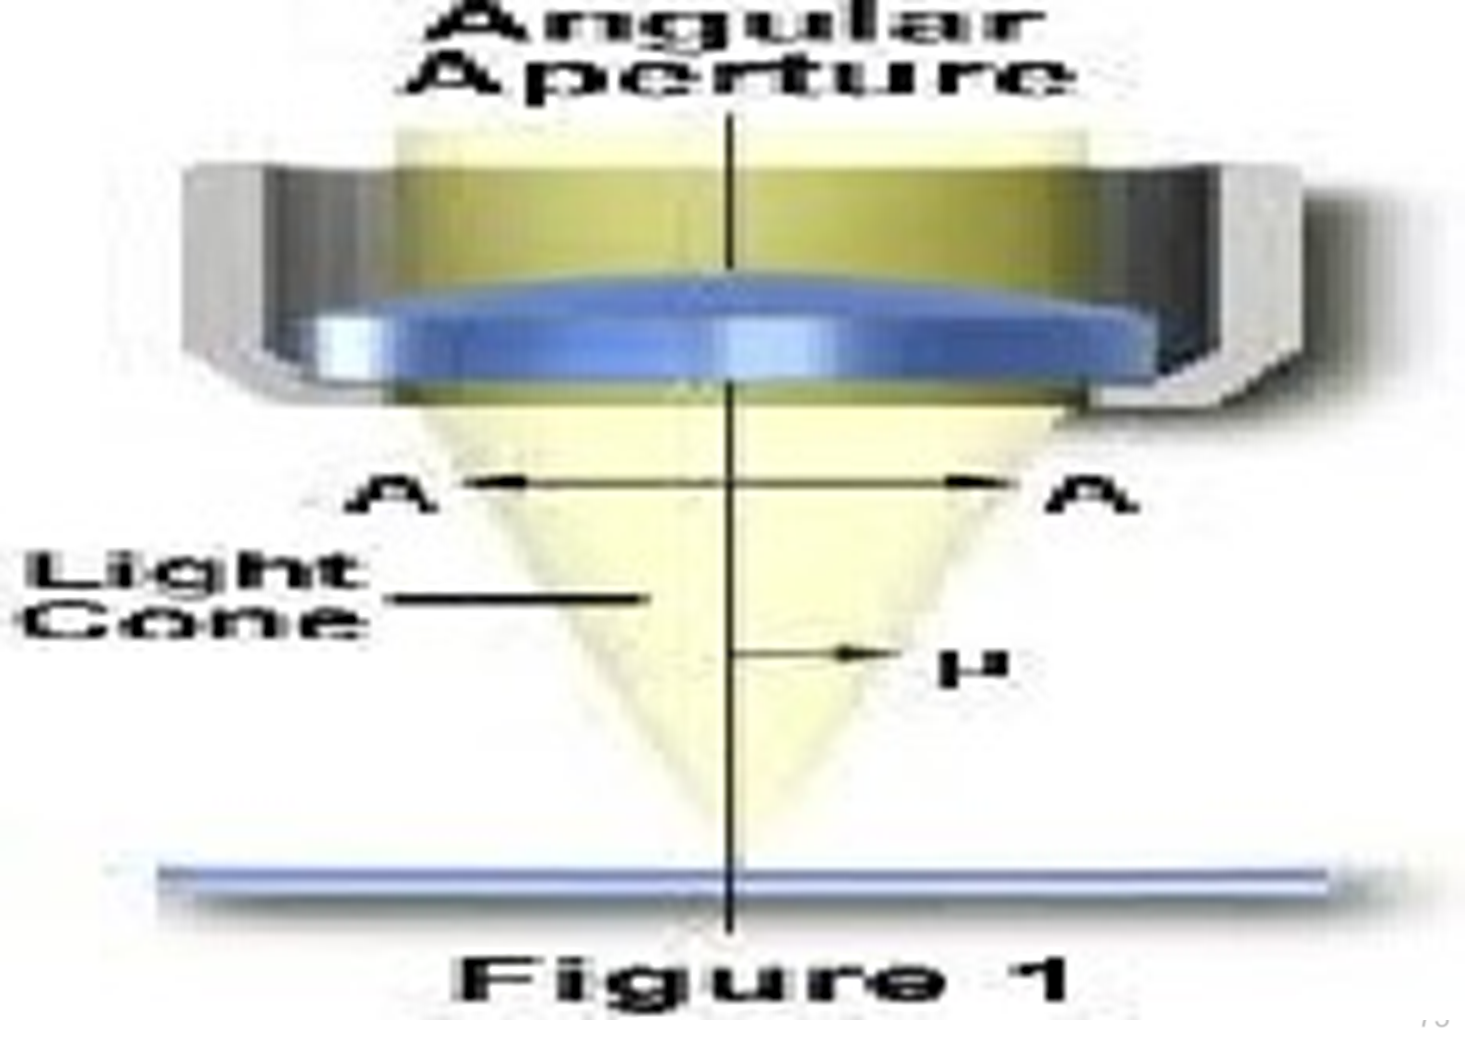 Angular
Aperture
A A
Light
Cone
μ
Figure 1